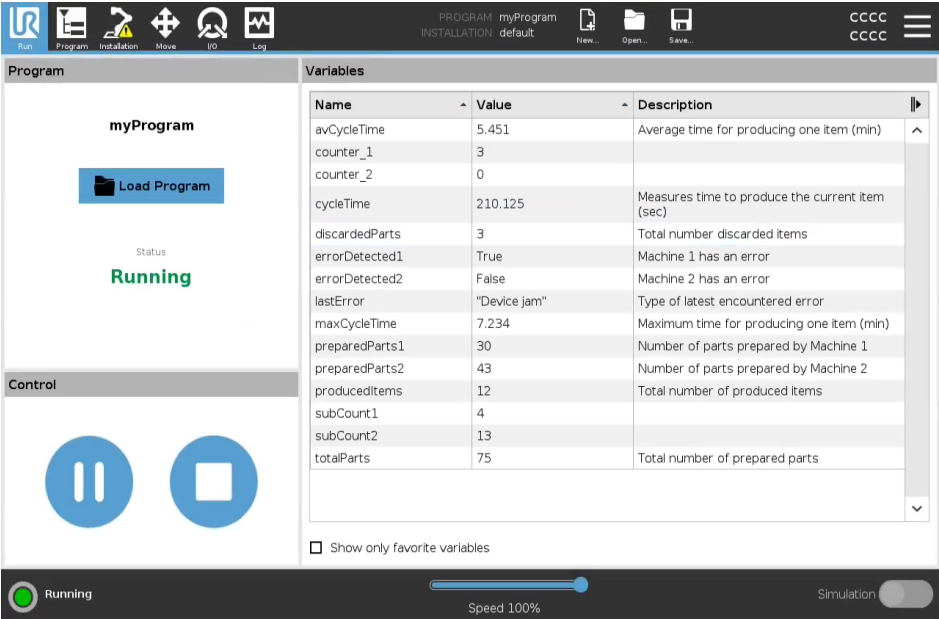 UR
Run
Program
Installation
Move
I/O
Log
PROGRAM myProgram
INSTALLATION default
New...
Open...
Save...
CCCC
CCCC
Program
myProgram
Load Program
Status
Running
Control
Variables
Name Value Description
avCycleTime 5.451 Average time for producing one item (min)
counter_1 3
counter_2 0
cycleTime 210.125 Measures time to produce the current item
(sec)
discardedParts 3 Total number discarded items
errorDetected1 True Machine 1 has an error
errorDetected2 False Machine 2 has an error
lastError "Device jam" Type of latest encountered error
maxCycleTime 7.234 Maximum time for producing one item (min)
preparedParts1 30 Number of parts prepared by Machine 1
preparedParts2 43 Number of parts prepared by Machine 2
producedItems 12 Total number of produced items
subCount1 4
subCount2 13
totalParts 75 Total number of prepared parts
Show only favorite variables
Running
Speed 100%
Simulation